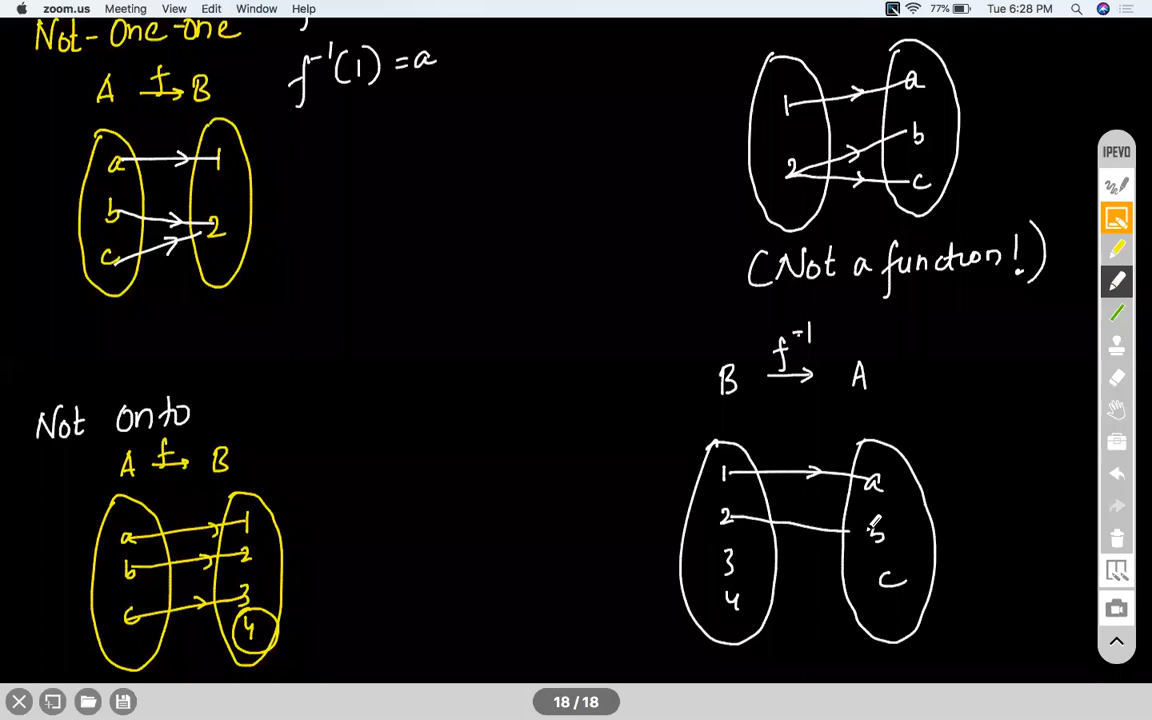 zoom.us Meeting View Edit Window Help 77% Tue 6:28 PM
Not-One-one
A f→ B
f⁻¹(1) = a
a 1
b 2
c
1 a
2 b
c
(Not a function!)
B f⁻¹→ A
Not onto
A f→ B
a 1
b 2
c 3
4
1 a
2 b
3 c
4
IPEVO
18 / 18